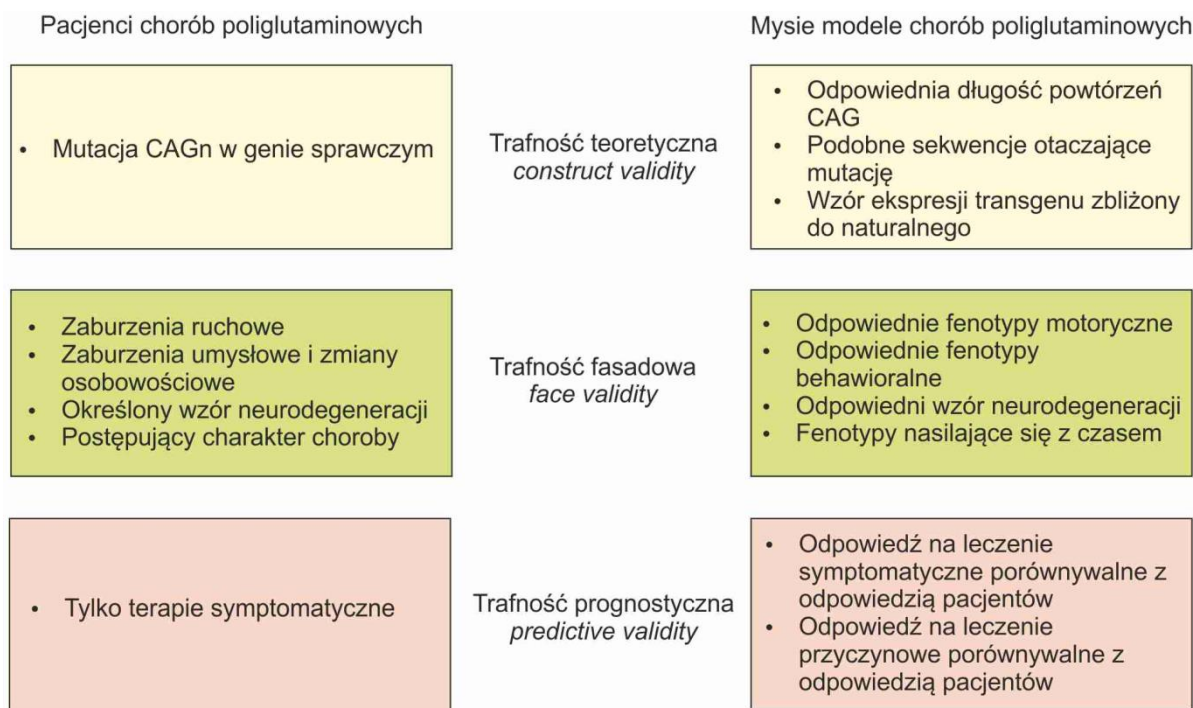 Pacjenci chorób poliglutaminowych
Mysie modele chorób poliglutaminowych
• Mutacja CAGn w genie sprawczym
Trafność teoretyczna
construct validity
• Odpowiednia długość powtórzeń
CAG
• Podobne sekwencje otaczające
mutację
• Wzór ekspresji transgenu zbliżony
do naturalnego
• Zaburzenia ruchowe
• Zaburzenia umysłowe i zmiany
osobowościowe
• Określony wzór neurodegeneracji
• Postępujący charakter choroby
Trafność fasadowa
face validity
• Odpowiednie fenotypy motoryczne
• Odpowiednie fenotypy
behawioralne
• Odpowiedni wzór neurodegeneracji
• Fenotypy nasilające się z czasem
• Tylko terapie symptomatyczne
Trafność prognostyczna
predictive validity
• Odpowiedź na leczenie
symptomatyczne porównywalne z
odpowiedzią pacjentów
• Odpowiedź na leczenie
przyczynowe porównywalne z
odpowiedzią pacjentów